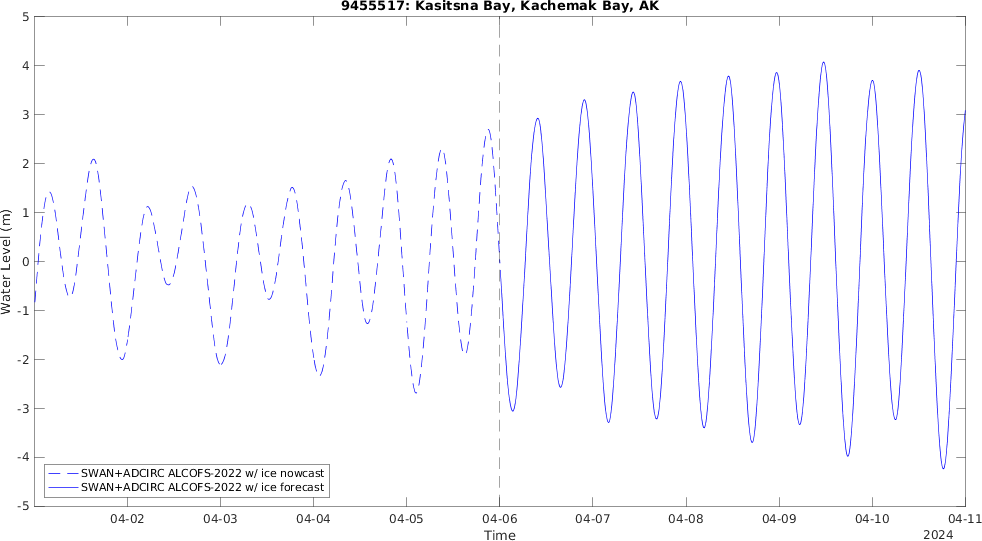 9455517: Kasitsna Bay, Kachemak Bay, AK
5
4
3
2
1
0
-1
-2
-3
-4
-5
Water Level (m)
SWAN+ADCIRC ALCOFS-2022 w/ ice nowcast
SWAN+ADCIRC ALCOFS-2022 w/ ice forecast
04-02 04-03 04-04 04-05 04-06 04-07 04-08 04-09 04-10 04-11
Time
2024